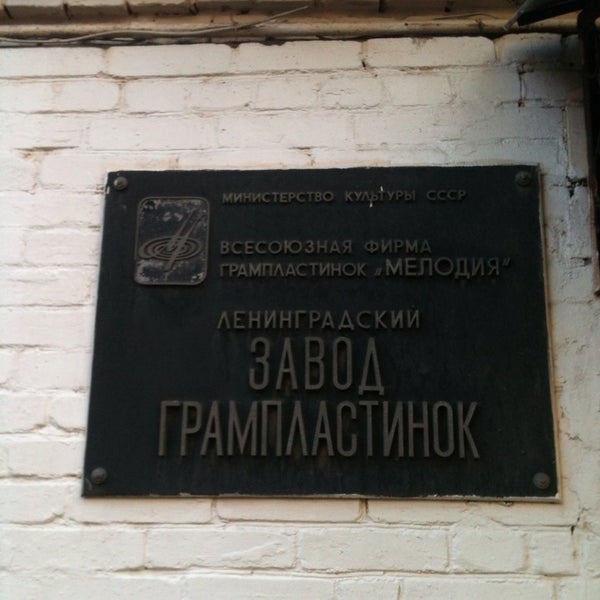 МИНИСТЕРСТВО КУЛЬТУРЫ СССР
ВСЕСОЮЗНАЯ ФИРМА
ГРАМПЛАСТИНОК „МЕЛОДИЯ“
ЛЕНИНГРАДСКИЙ
ЗАВОД
ГРАМПЛАСТИНОК